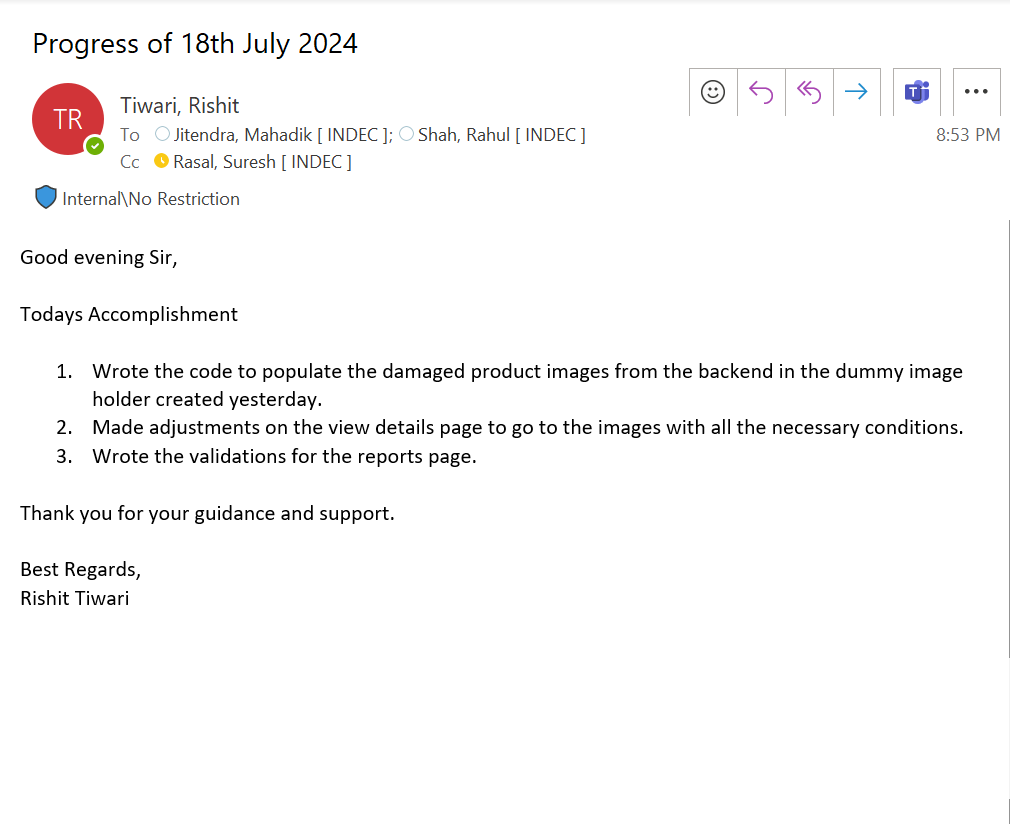 Progress of 18th July 2024
TR
Tiwari, Rishit
To Jitendra, Mahadik [ INDEC ]; Shah, Rahul [ INDEC ]
8:53 PM
Cc Rasal, Suresh [ INDEC ]
Internal\No Restriction
Good evening Sir,
Todays Accomplishment
1. Wrote the code to populate the damaged product images from the backend in the dummy image
holder created yesterday.
2. Made adjustments on the view details page to go to the images with all the necessary conditions.
3. Wrote the validations for the reports page.
Thank you for your guidance and support.
Best Regards,
Rishit Tiwari